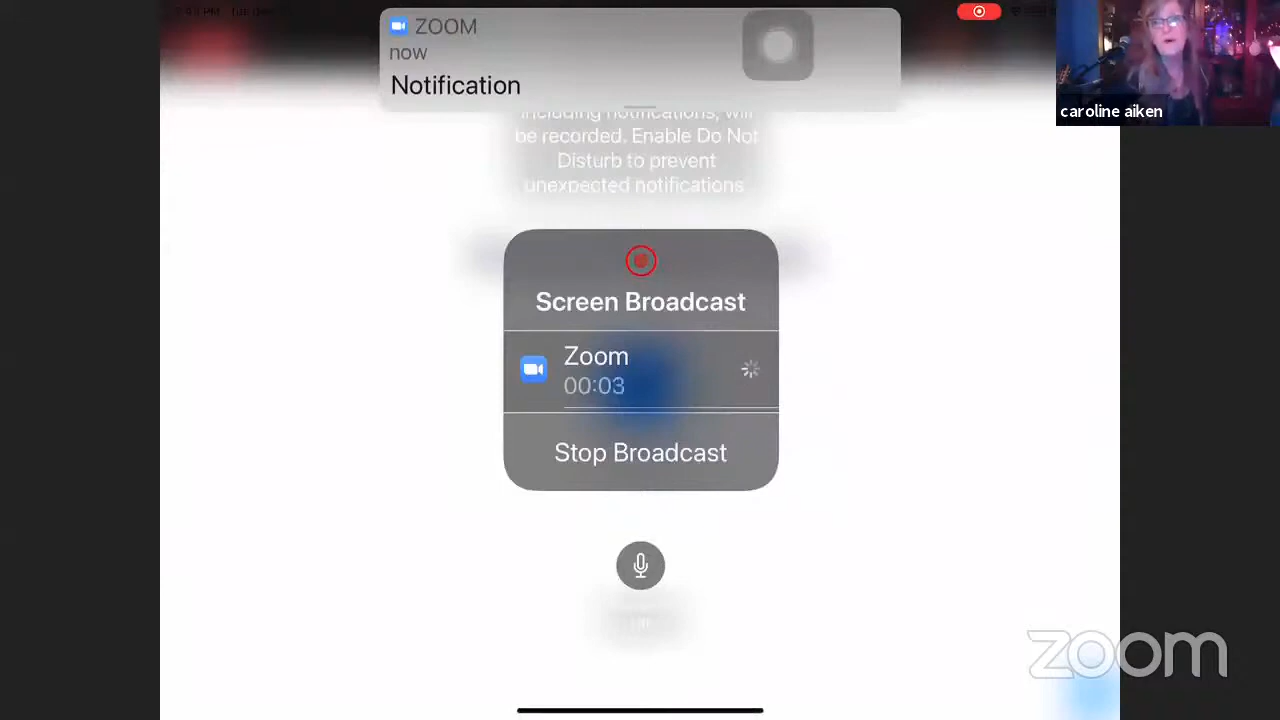 ZOOM
now
Notification
including notifications, will
be recorded. Enable Do Not
Disturb to prevent
unexpected notifications.
Screen Broadcast
Zoom
00:03
Stop Broadcast
caroline aiken
zoom